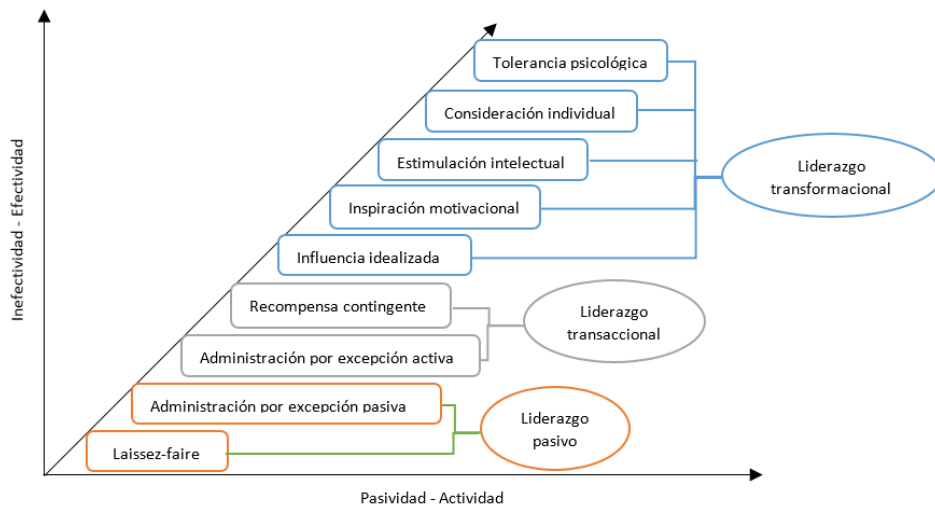 Tolerancia psicológica
Consideración individual
Estimulación intelectual
Inspiración motivacional
Influencia idealizada
Liderazgo
transformacional
Recompensa contingente
Administración por excepción activa
Liderazgo
transaccional
Administración por excepción pasiva
Laissez-faire
Liderazgo
pasivo
Inefectividad - Efectividad
Pasividad - Actividad